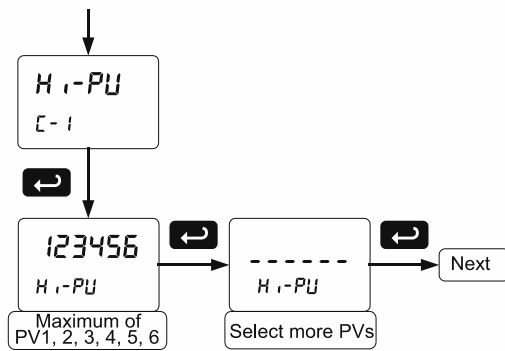 Hi-PV
C-1
123456
Hi-PV
Maximum of
PV1, 2, 3, 4, 5, 6
------
Hi-PV
Select more PVs
Next